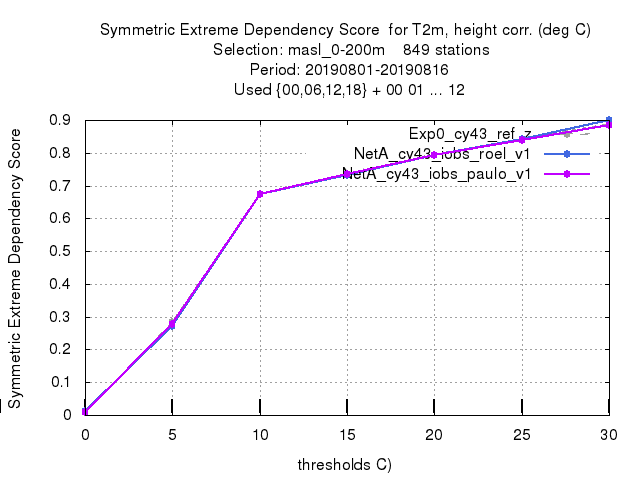 Symmetric Extreme Dependency Score for T2m, height corr. (deg C)
Selection: masl_0-200m 849 stations
Period: 20190801-20190816
Used {00,06,12,18} + 00 01 ... 12
Symmetric Extreme Dependency Score
0.9
0.8
0.7
0.6
0.5
0.4
0.3
0.2
0.1
0
Exp0_cy43_ref_z
NetA_cy43_iobs_roel_v1
NetA_cy43_iobs_paulo_v1
0 5 10 15 20 25 30
thresholds C)